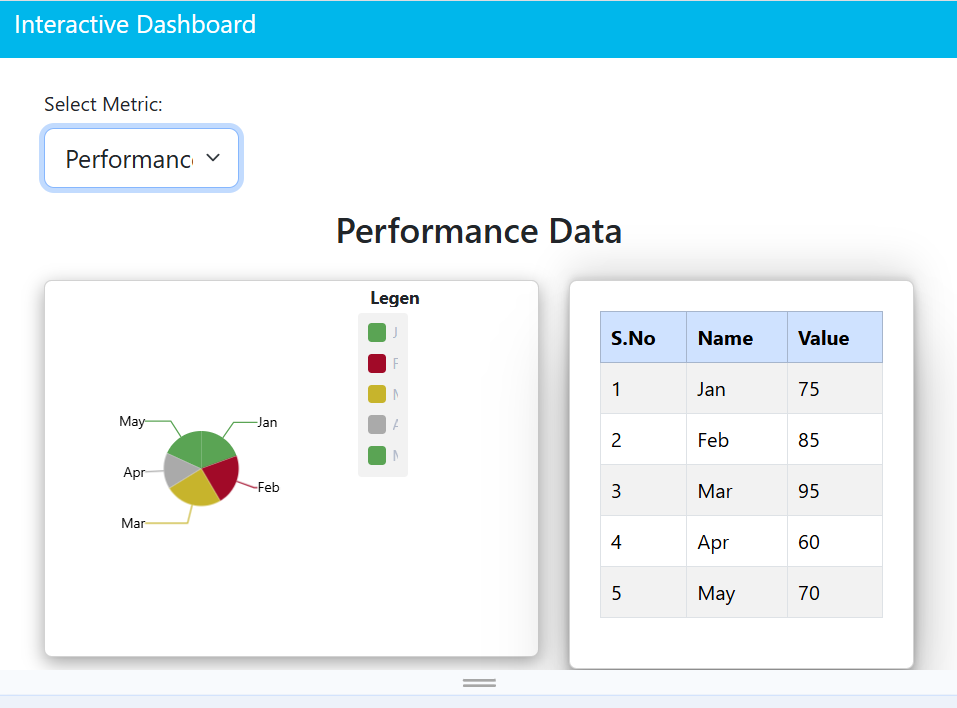 Interactive Dashboard
Select Metric:
Performanc
Performance Data
Legen
J
F
M
A
M
May
Jan
Apr
Feb
Mar
S.No Name Value
1 Jan 75
2 Feb 85
3 Mar 95
4 Apr 60
5 May 70